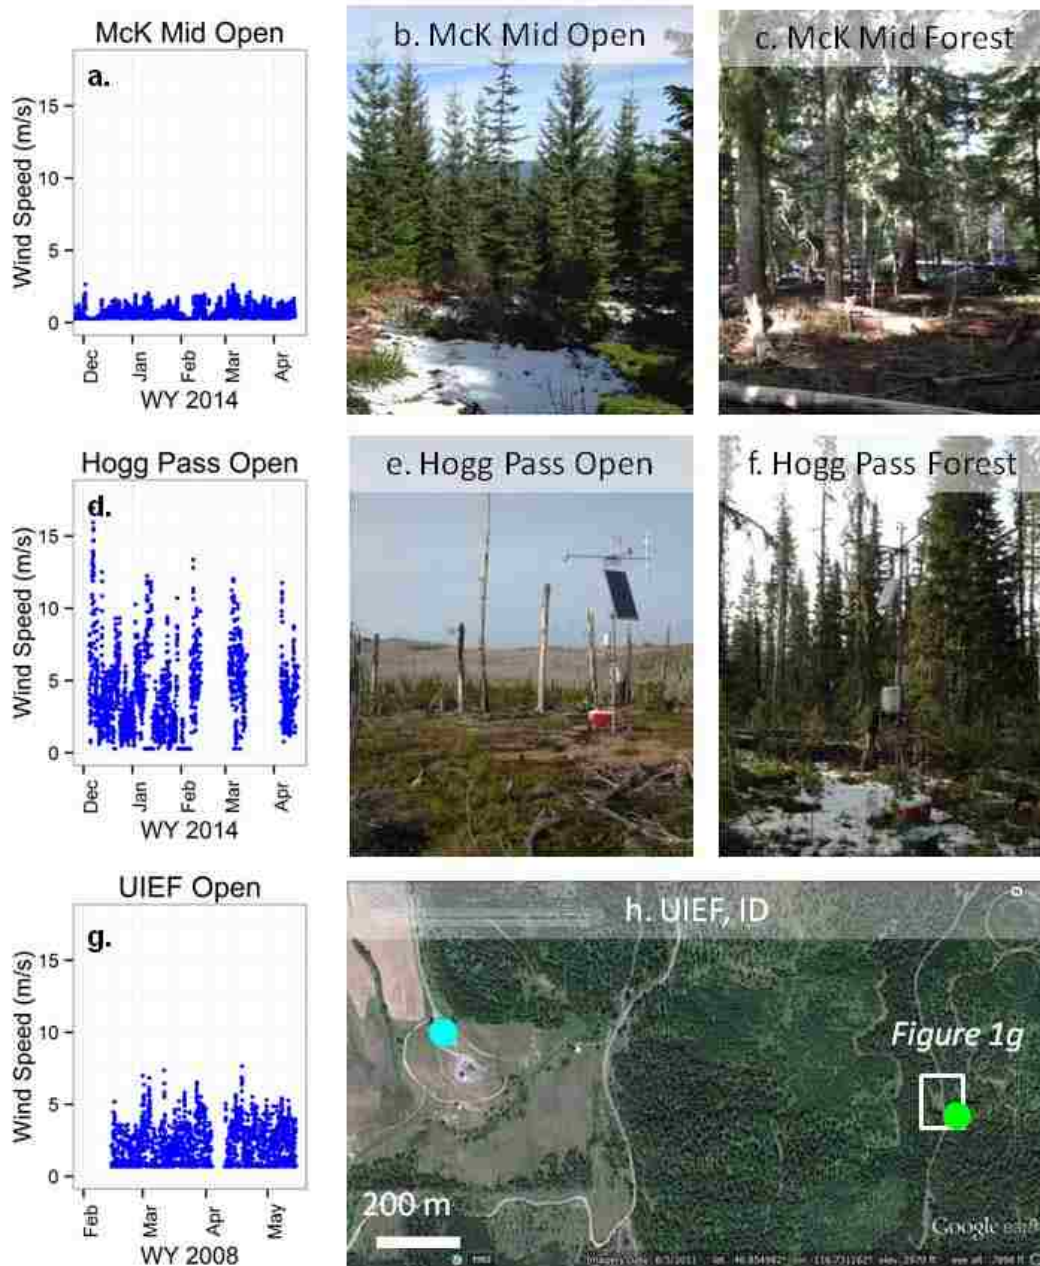 McK Mid Open
a.
Wind Speed (m/s)
15
10
5
0
Dec
Jan
Feb
Mar
Apr
WY 2014
b. McK Mid Open
c. McK Mid Forest
Hogg Pass Open
d.
Wind Speed (m/s)
15
10
5
0
Dec
Jan
Feb
Mar
Apr
WY 2014
e. Hogg Pass Open
f. Hogg Pass Forest
UIEF Open
g.
Wind Speed (m/s)
15
10
5
0
Feb
Mar
Apr
May
WY 2008
h. UIEF, ID
N
Figure 1g
200 m
Google earth